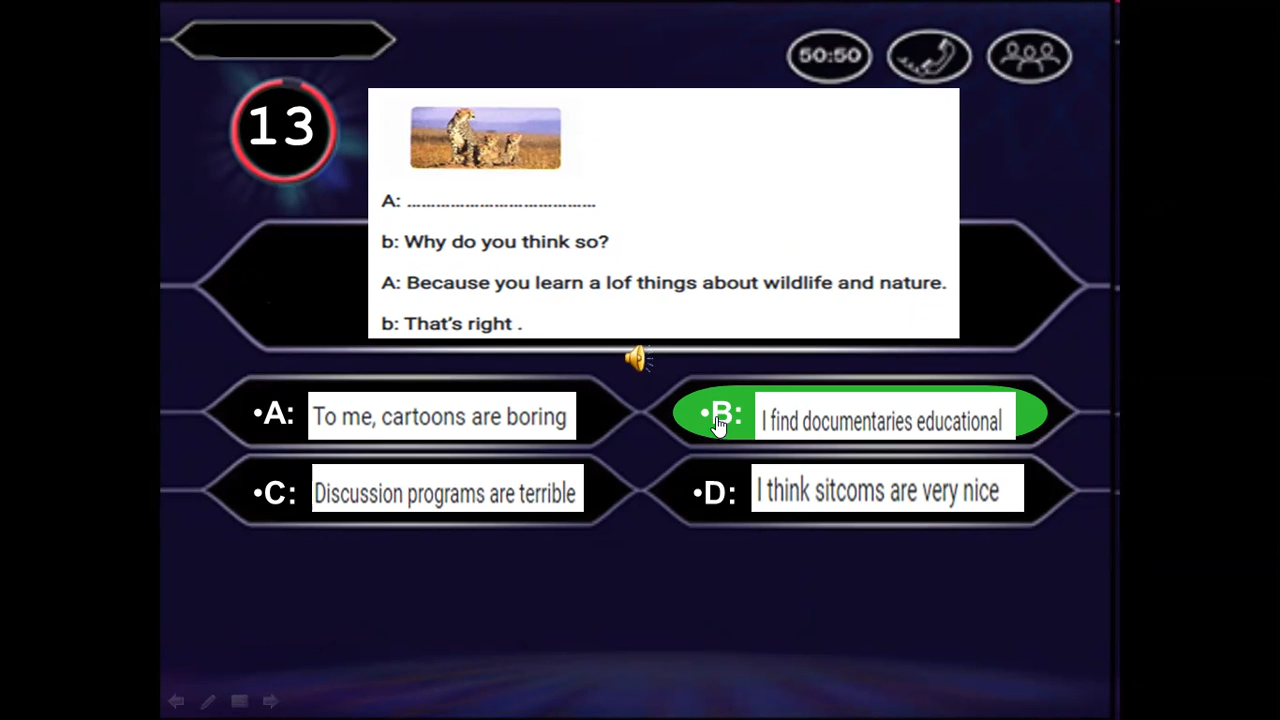 50:50
13
A: ......................................
b: Why do you think so?
A: Because you learn a lof things about wildlife and nature.
b: That's right .
•A: To me, cartoons are boring
•B: I find documentaries educational
•C: Discussion programs are terrible
•D: I think sitcoms are very nice